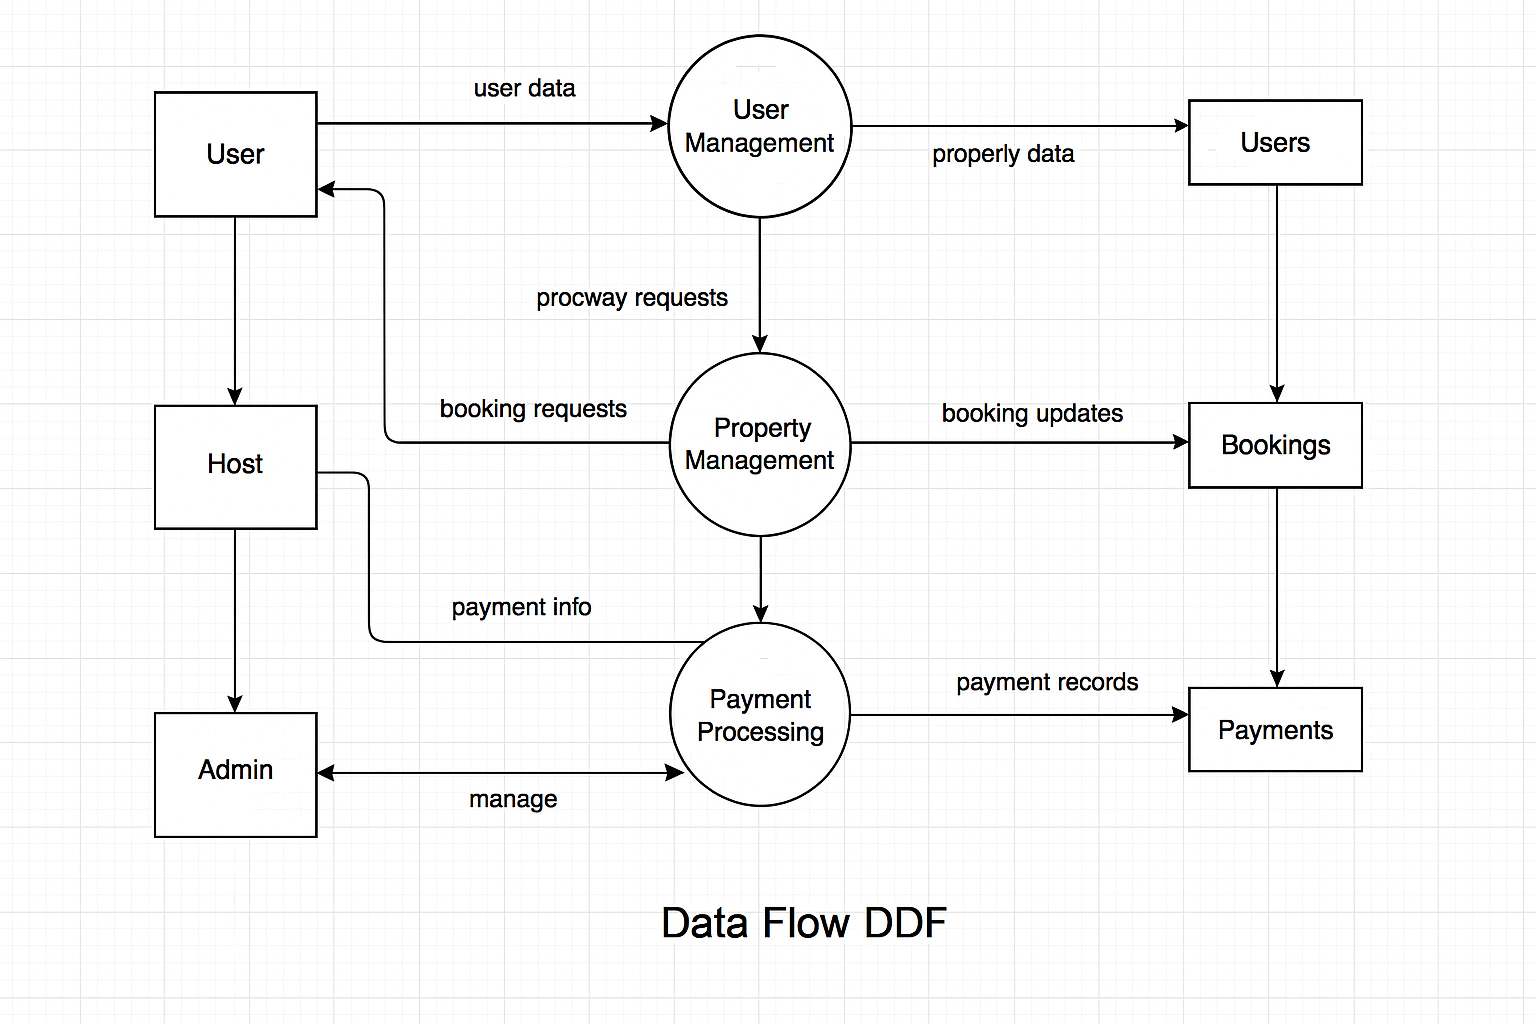 user data
User
Management
User
Users
properly data
procway requests
booking requests
Property
Management
booking updates
Host
Bookings
payment info
Payment
Processing
payment records
Payments
Admin
manage
Data Flow DDF